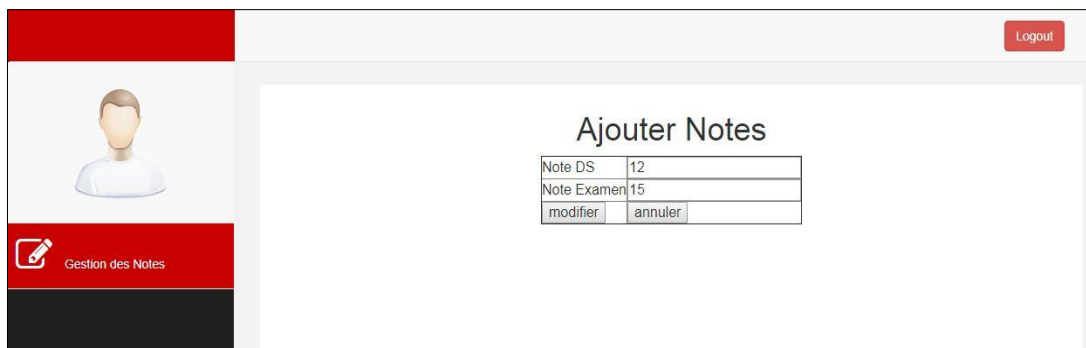 Logout
Ajouter Notes
Note DS 12
Note Examen 15
modifier annuler
Gestion des Notes